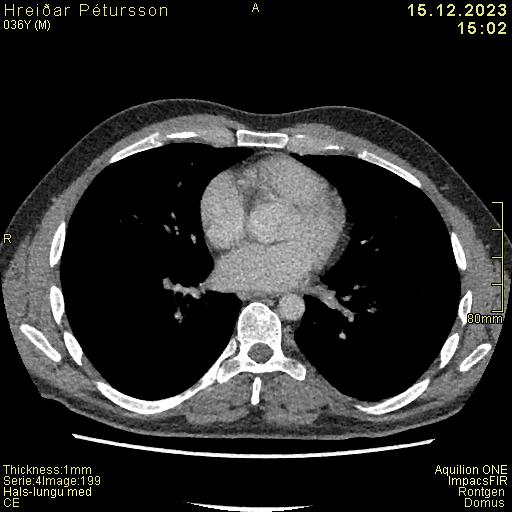 Hreiðar Pétursson
036Y (M)
A
15.12.2023
15:02
R
80mm
Thickness:1mm
Serie:4Image:199
Hals-lungu med
CE
Aquilion ONE
ImpacsFIR
Rontgen
Domus